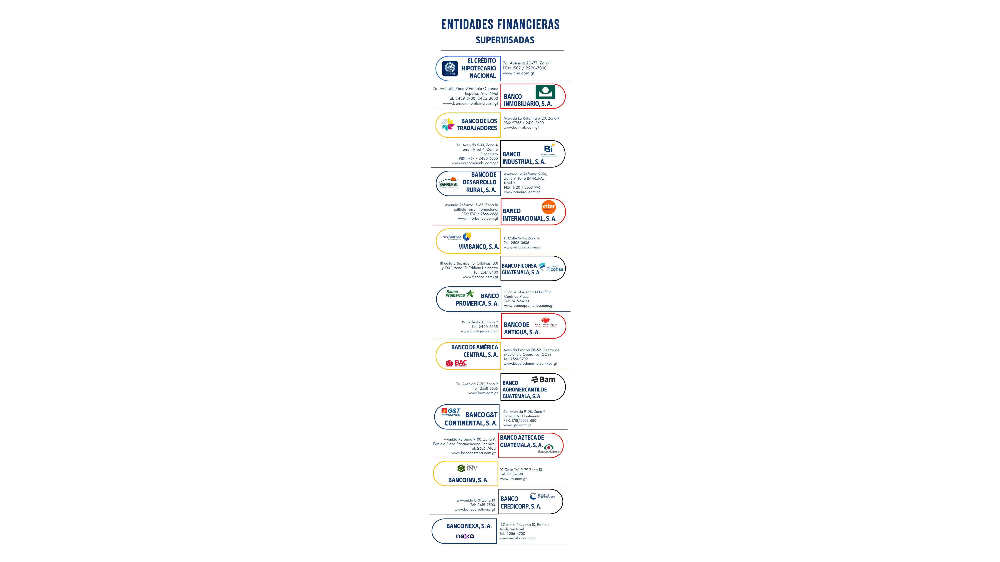 ENTIDADES FINANCIERAS
SUPERVISADAS
BANCOCHN
EL CRÉDITO
HIPOTECARIO
NACIONAL
7a. Avenida 22-77, Zona 1
PBX: 1507 / 2290-7000
www.chn.com.gt
7a. Av.11-59, Zona 9 Edificio Galerías
España, 7mo. Nivel
Tel: 2429-3700, 2423-2000
www.bancoinmobiliario.com.gt
BANCO
INMOBILIARIO, S. A.
BANCO DE LOS
TRABAJADORES
Avenida La Reforma 6-20, Zona 9
PBX: 91755 / 2410-2600
www.bantrab.com.gt
7a. Avenida 5-10, Zona 4
Torre I, Nivel 4, Centro
Financiero
PBX: 1737 / 2420-3000
www.corporacionbi.com/gt
Bi
BANCO INDUSTRIAL
BANCO
INDUSTRIAL, S. A.
BANRURAL
BANCO DE
DESARROLLO
RURAL, S. A.
Avenida La Reforma 9-30,
Zona 9, Torre BANRURAL,
Nivel 9
PBX: 1720 / 2338-9961
www.banrural.com.gt
Avenida Reforma 15-85, Zona 10
Edificio Torre Internacional
PBX: 1701 / 2366-6666
www.interbanco.com.gt
inter
BANCO
BANCO
INTERNACIONAL, S. A.
vivibanco
VIVIBANCO, S. A.
13 Calle 5-46, Zona 9
Tel: 2506-0606
www.vivibanco.com.gt
18 calle 5-56, nivel 10, Oficinas 1001
y 1002, zona 10, Edificio Unicentro
Tel: 2317-8400
www.ficohsa.com/gt
BANCO FICOHSA
GUATEMALA, S. A.
Banco
Ficohsa
Banco
Promerica
BANCO
PROMERICA, S. A.
15 calle 1-04 zona 10 Edificio
Céntrica Plaza
Tel: 2413-9400
www.bancopromerica.com.gt
12 Calle 4-30, Zona 9
Tel: 2420-5555
www.bantigua.com.gt
BANCO DE
ANTIGUA, S. A.
Banco de Antigua
Lo logramos juntos
BANCO DE AMÉRICA
CENTRAL, S. A.
BAC
CREDOMATIC
Avenida Petapa 38-39, Centro de
Excelencia Operativa (COE)
Tel: 2361-0909
www.baccredomatic.com/es-gt
7a. Avenida 7-30, Zona 9
Tel: 2338-6565
www.bam.com.gt
Bam
BANCO
AGROMERCANTIL DE
GUATEMALA, S. A.
G&T
CONTINENTAL
BANCO G&T
CONTINENTAL, S. A.
6a. Avenida 9-08, Zona 9
Plaza G&T Continental
PBX: 1718/2338-6801
www.gtc.com.gt
Avenida Reforma 9-00, Zona 9,
Edificio Plaza Panamericana, 1er Nivel
Tel: 2306-7400
www.bancoazteca.com.gt
BANCO AZTECA DE
GUATEMALA, S. A.
Banco Azteca
Banco
INV
BANCO INV, S. A.
10 Calle "A" 0-79 Zona 10
Tel: 2315-6600
www.inv.com.gt
1a Avenida 8-01 Zona 10
Tel: 2415-7500
www.bancocredicorp.gt
BANCO
CREDICORP
BANCO
CREDICORP, S. A.
BANCO NEXA, S. A.
nexa
11 Calle 6-44, zona 10, Edificio
Airali, 3er Nivel
Tel: 2236-4700
www.nexabanco.com